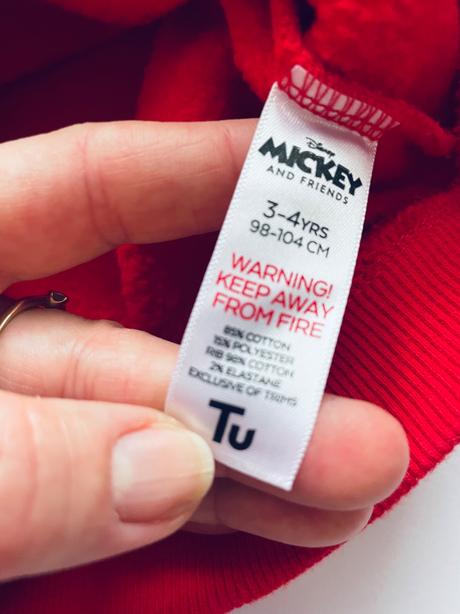 Disney
MICKEY
AND FRIENDS
3-4YRS
98-104 CM
WARNING!
KEEP AWAY
FROM FIRE
85% COTTON
15% POLYESTER
RIB 98% COTTON
2% ELASTANE
EXCLUSIVE OF TRIMS
Tu